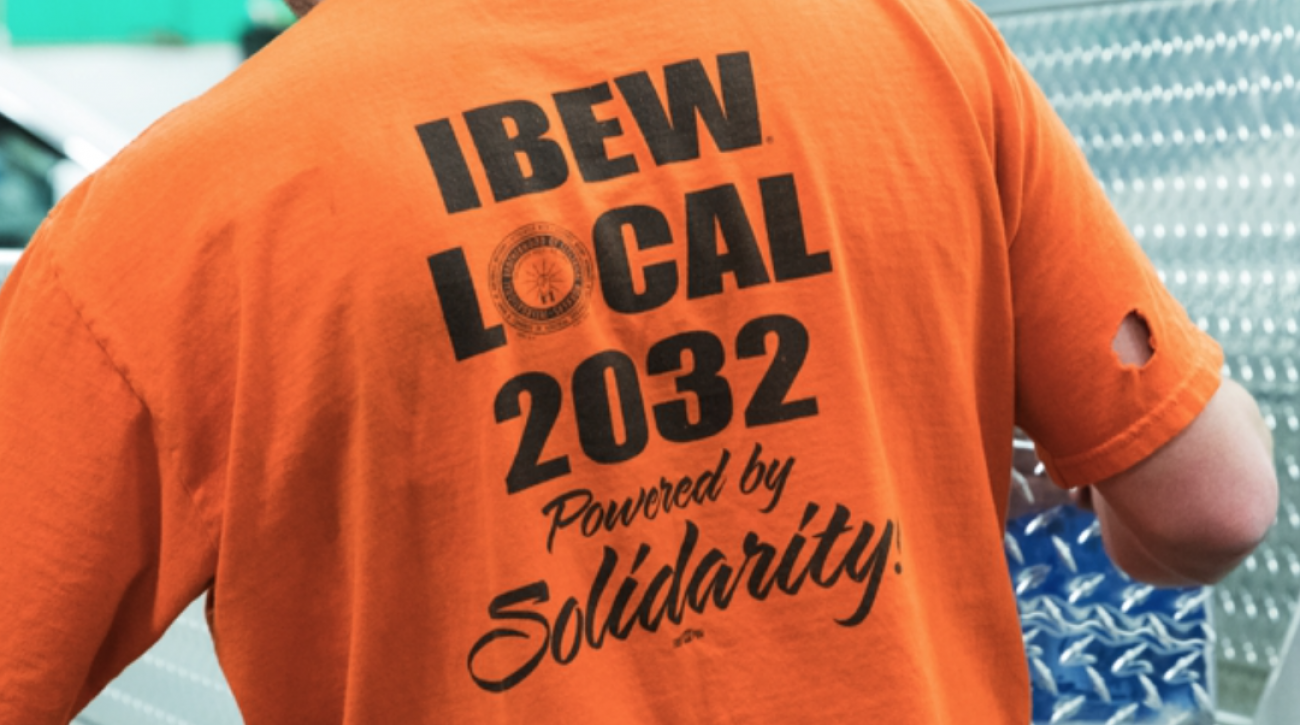 IBEW
LOCAL
2032
Powered by
Solidarity!